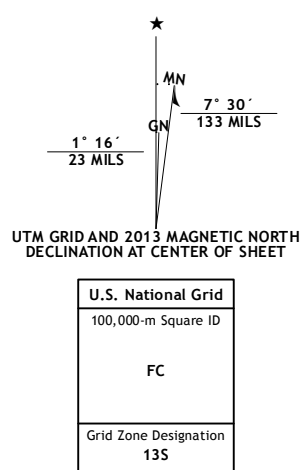 ★
MN
GN
7° 30´
133 MILS
1° 16´
23 MILS
UTM GRID AND 2013 MAGNETIC NORTH
DECLINATION AT CENTER OF SHEET
U.S. National Grid
100,000-m Square ID
FC
Grid Zone Designation
13S